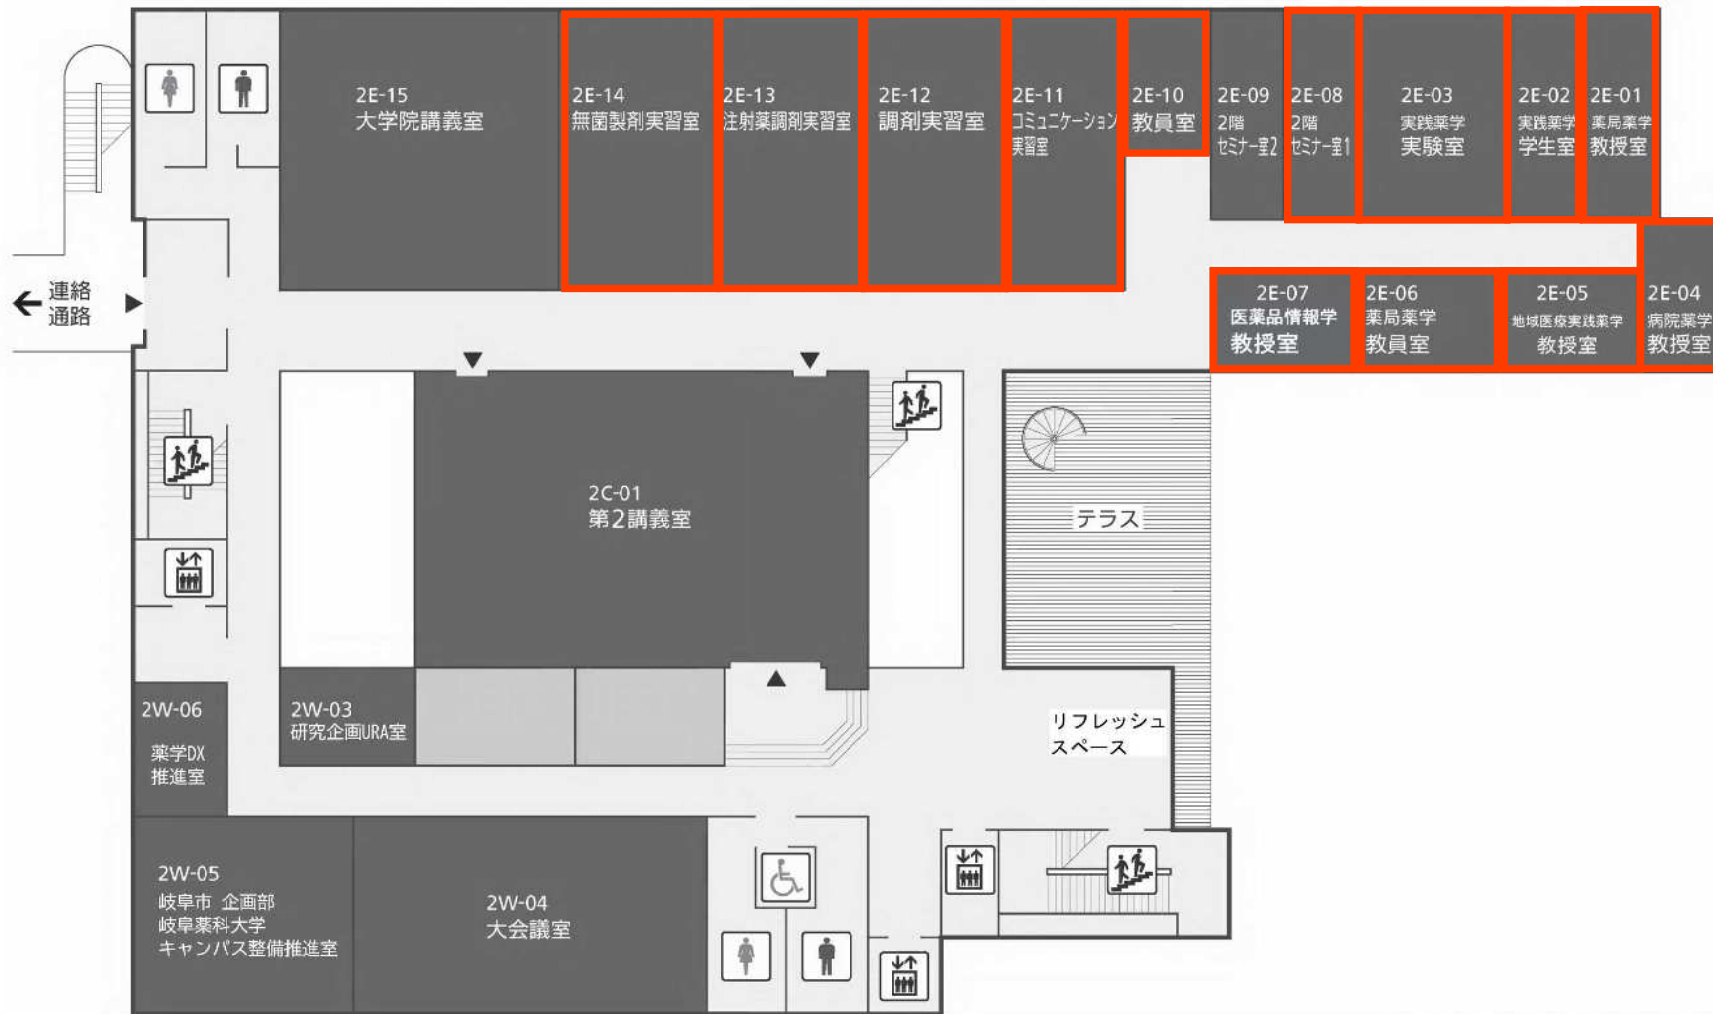 2E-15
大学院講義室
2E-14
無菌製剤実習室
2E-13
注射薬調剤実習室
2E-12
調剤実習室
2E-11
コミュニケーション
実習室
2E-10
教員室
2E-09
2階
セミナー室2
2E-08
2階
セミナー室1
2E-03
実践薬学
実験室
2E-02
実践薬学
学生室
2E-01
薬局薬学
教授室
連絡
通路
2E-07
医薬品情報学
教授室
2E-06
薬局薬学
教員室
2E-05
地域医療実践薬学
教授室
2E-04
病院薬学
教授室
2C-01
第2講義室
テラス
2W-06
薬学DX
推進室
2W-03
研究企画URA室
リフレッシュ
スペース
2W-05
岐阜市 企画部
岐阜薬科大学
キャンパス整備推進室
2W-04
大会議室